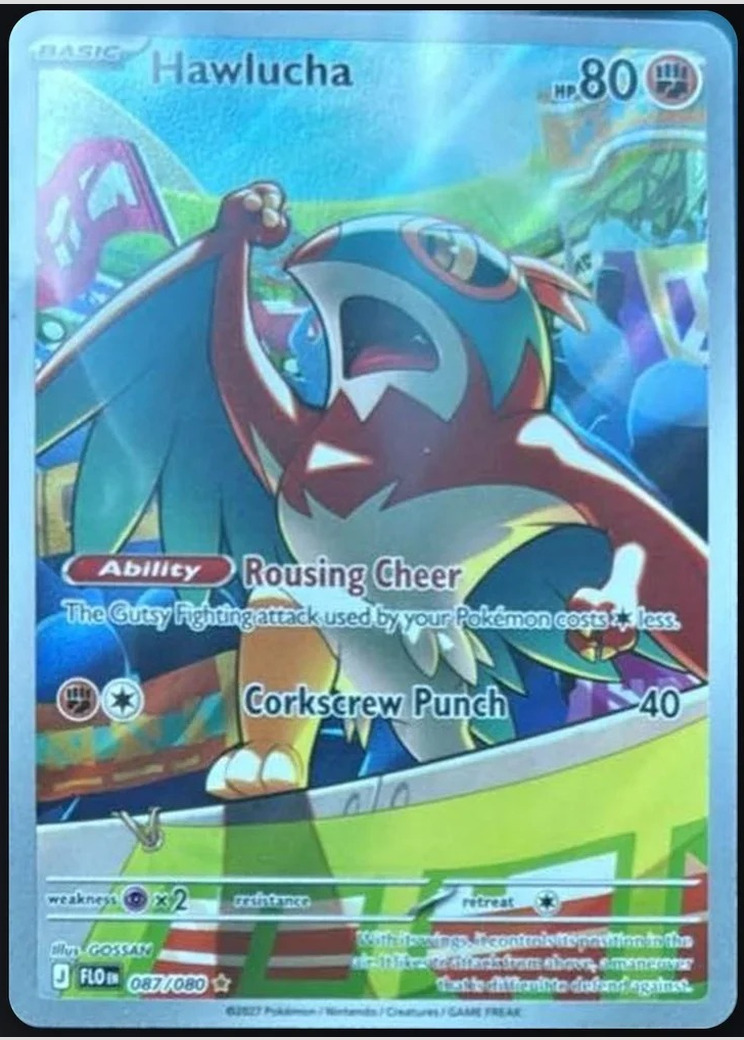 BASIC
Hawlucha
HP 80
Ability Rousing Cheer
The Gutsy Fighting attack used by your Pokémon costs less.
Corkscrew Punch 40
weakness ×2 resistance retreat
Illus. GOSSAN
With its wings, it controls its position in the
air. It likes to attack from above, a maneuver
that is difficult to defend against.
J FLO EN 087/080
©2027 Pokémon / Nintendo / Creatures / GAME FREAK